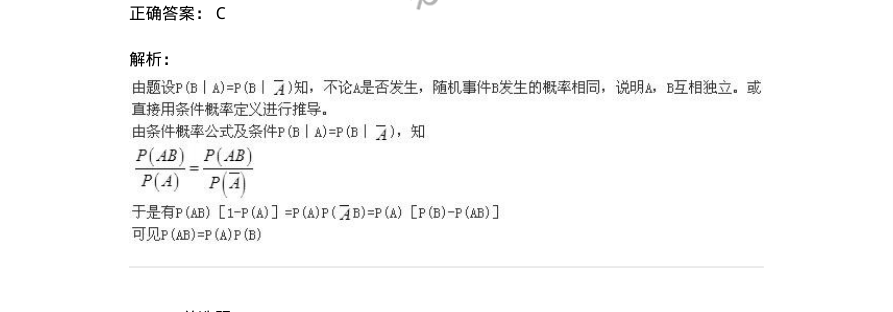 正确答案: C
解析:
由题设P(B|A)=P(B| A̅)知, 不论A是否发生, 随机事件B发生的概率相同, 说明A, B互相独立。或
直接用条件概率定义进行推导。
由条件概率公式及条件P(B|A)=P(B| A̅), 知
P(AB)/P(A) = P(AB)/P(A̅)
于是有P(AB) [1-P(A)] =P(A)P(A̅B)=P(A) [P(B)-P(AB)]
可见P(AB)=P(A)P(B)